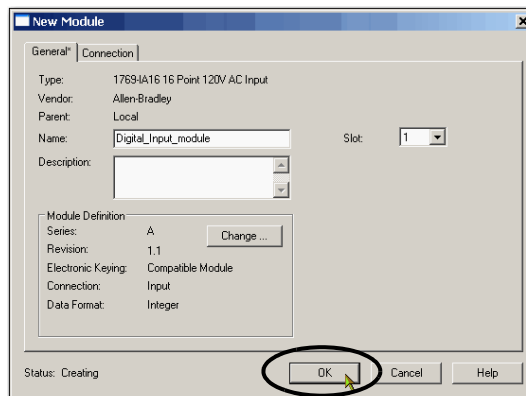 New Module
General* Connection
Type: 1769-IA16 16 Point 120V AC Input
Vendor: Allen-Bradley
Parent: Local
Name: Digital_Input_module Slot: 1
Description:
Module Definition
Series: A Change ...
Revision: 1.1
Electronic Keying: Compatible Module
Connection: Input
Data Format: Integer
Status: Creating OK Cancel Help